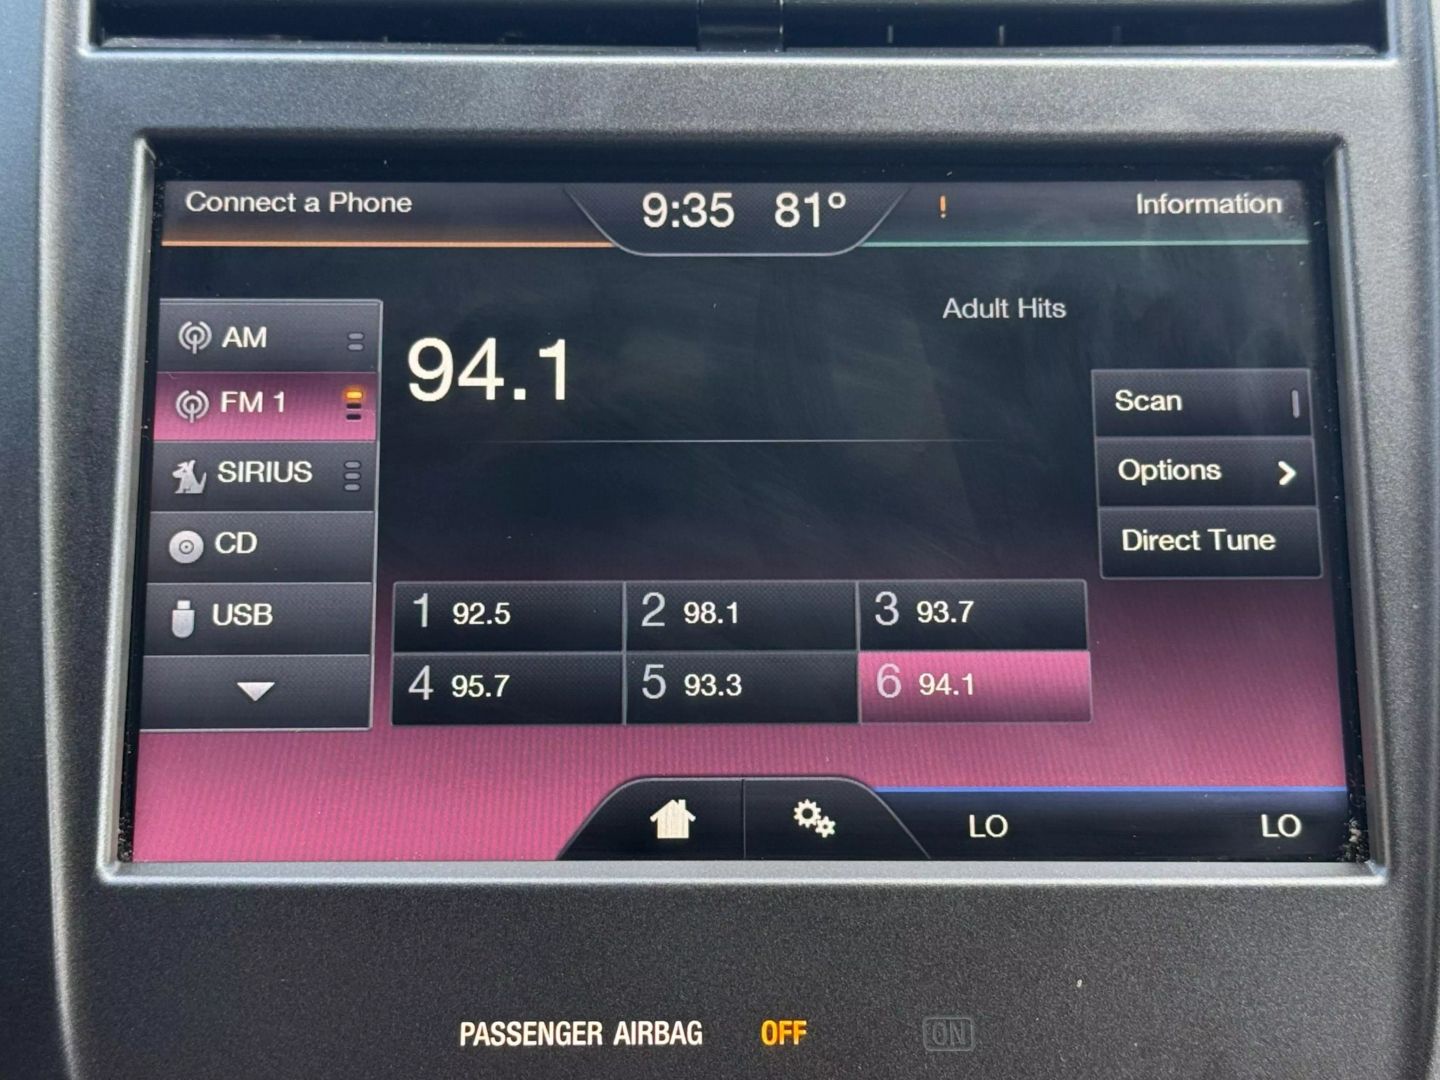 Connect a Phone
9:35 81° ! Information
Adult Hits
94.1
AM
FM 1
SIRIUS
CD
USB
Scan
Options
Direct Tune
1 92.5
2 98.1
3 93.7
4 95.7
5 93.3
6 94.1
LO LO
PASSENGER AIRBAG OFF ON